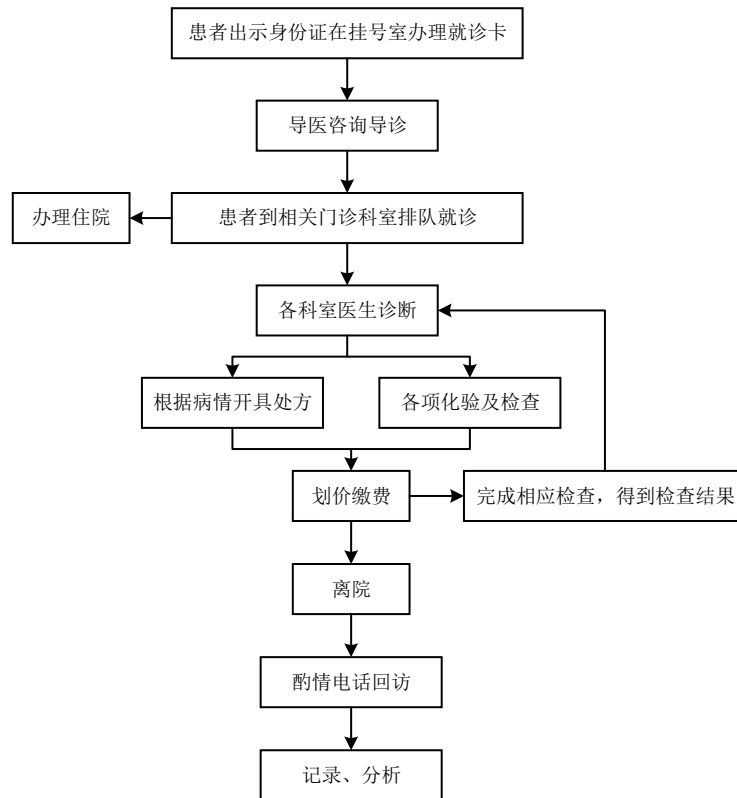 患者出示身份证在挂号室办理就诊卡
导医咨询导诊
办理住院
患者到相关门诊科室排队就诊
各科室医生诊断
根据病情开具处方
各项化验及检查
划价缴费
完成相应检查，得到检查结果
离院
酌情电话回访
记录、分析